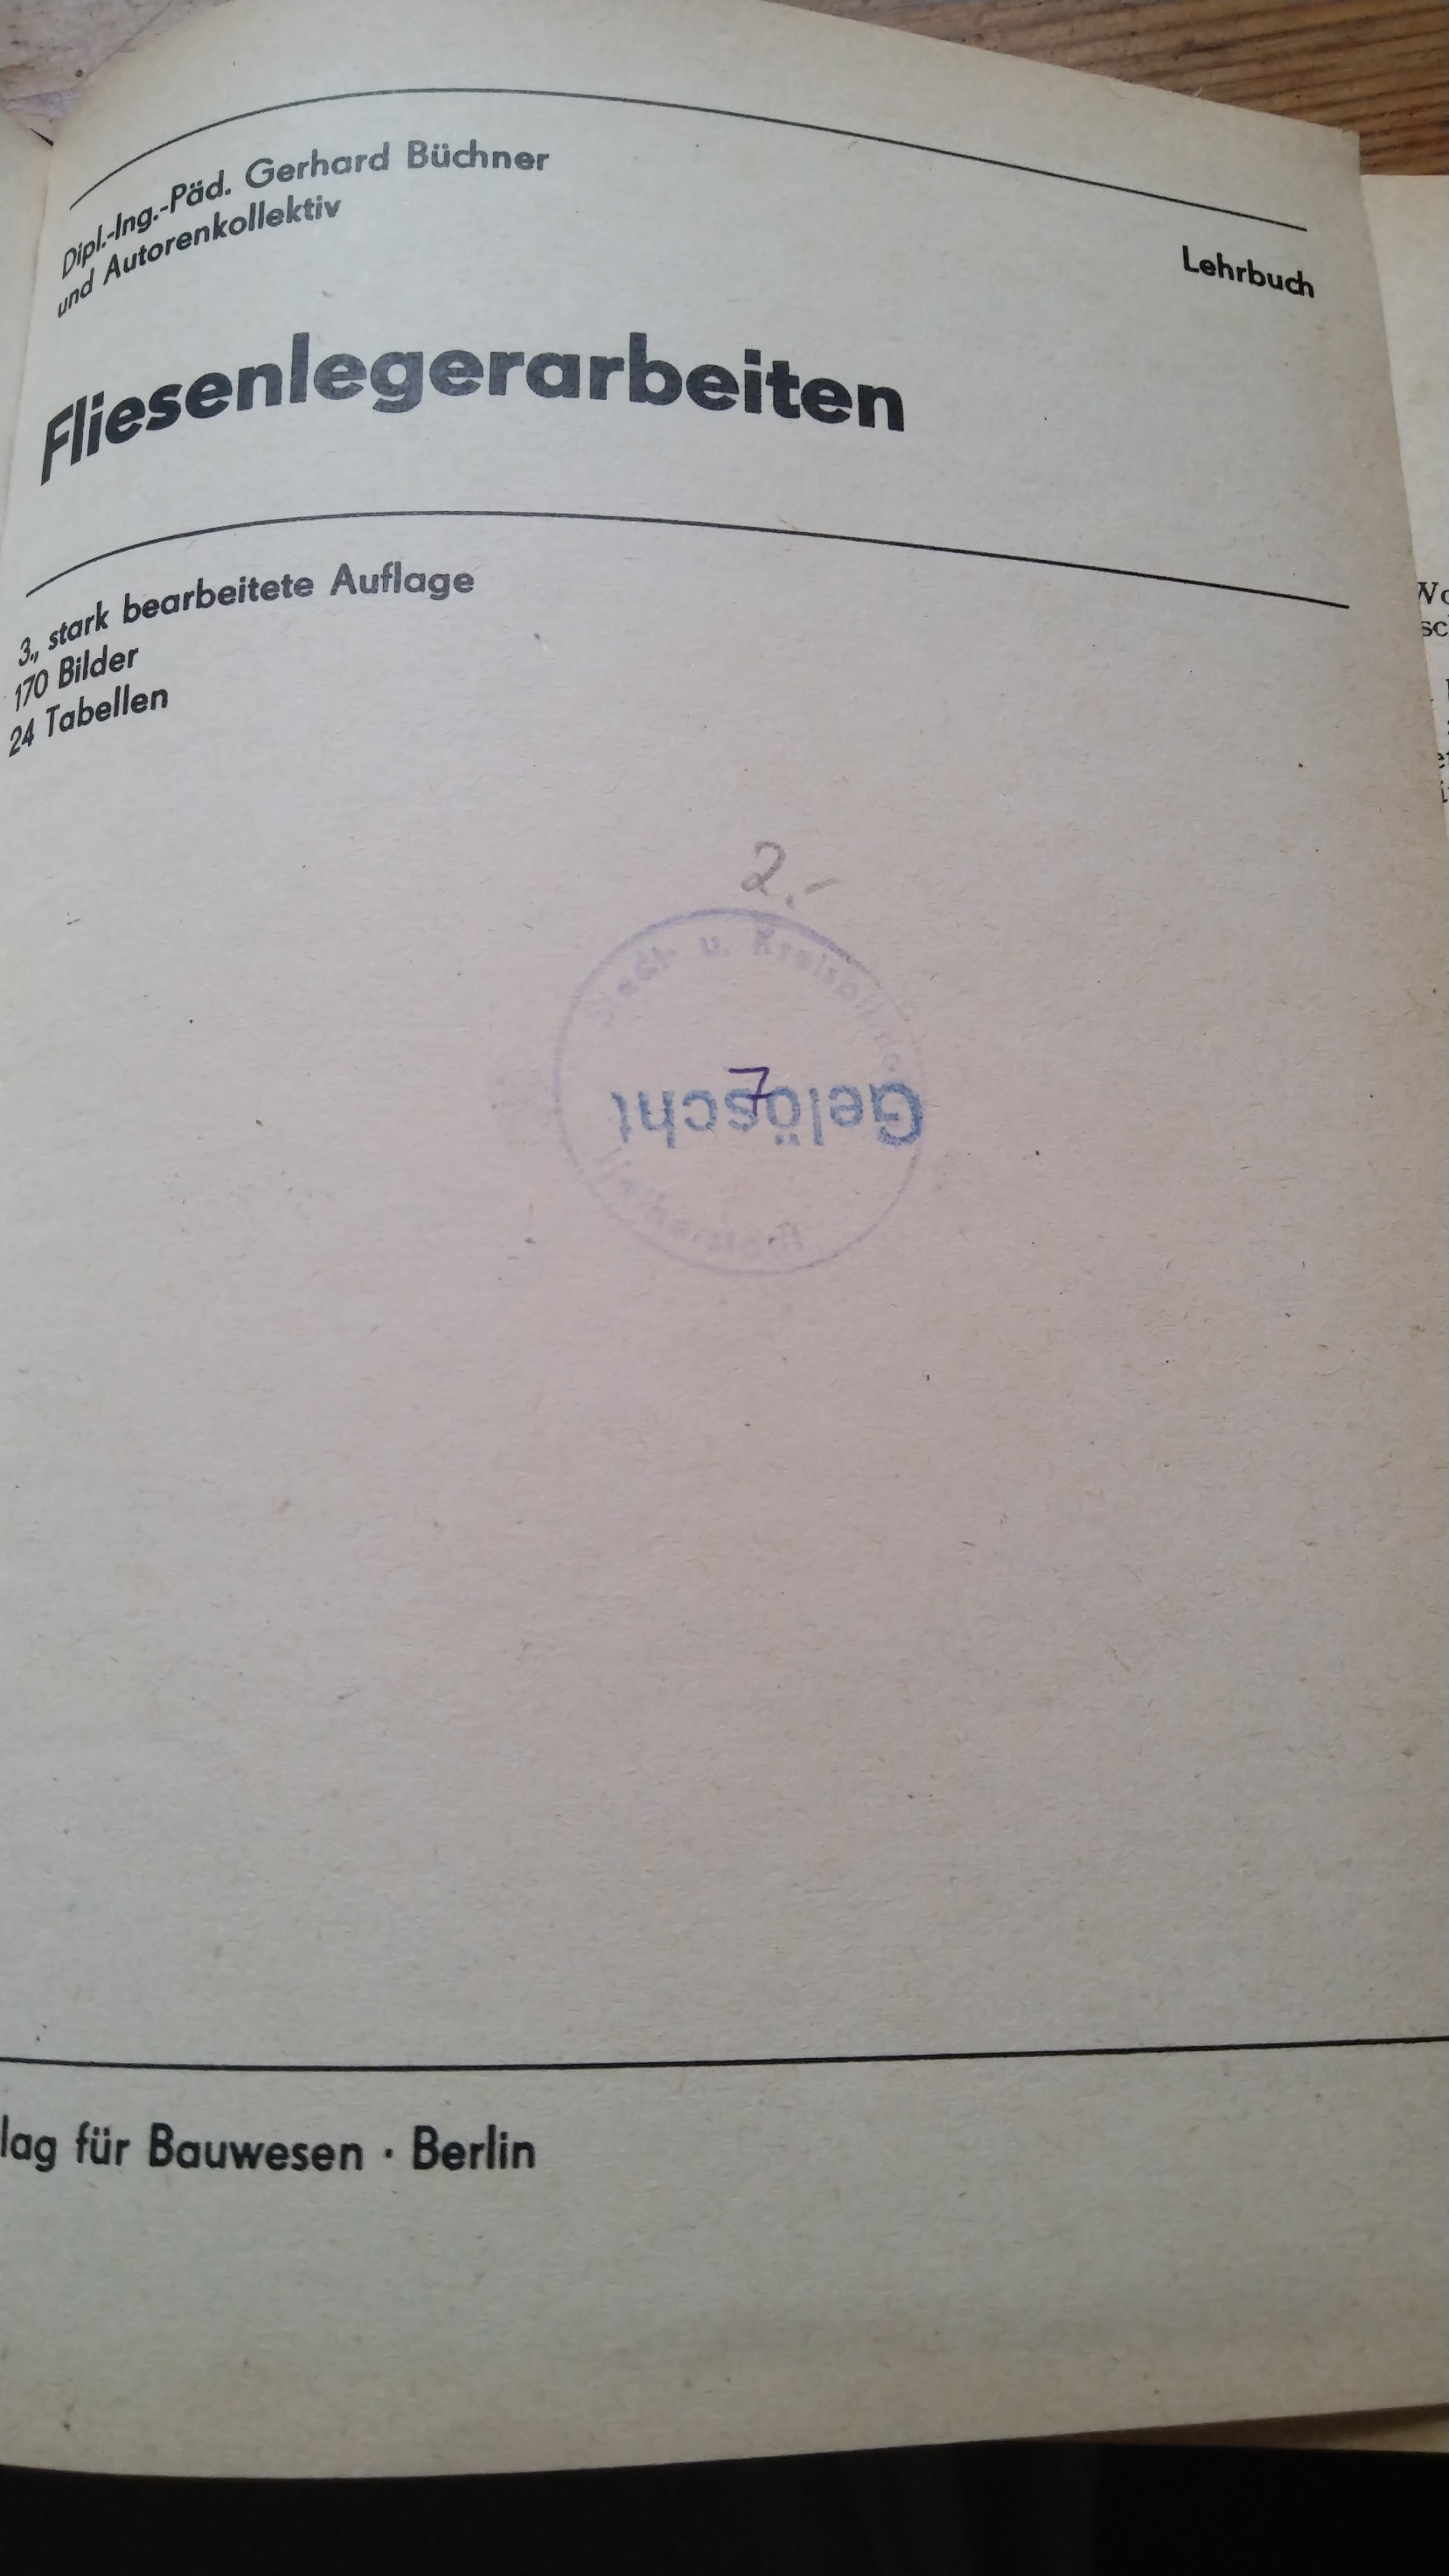 Dipl.-Ing.-Päd. Gerhard Büchner
und Autorenkollektiv
Lehrbuch
Fliesenlegerarbeiten
3., stark bearbeitete Auflage
170 Bilder
24 Tabellen
2.-
Stadt- u.
7
Gelöscht
lag für Bauwesen · Berlin